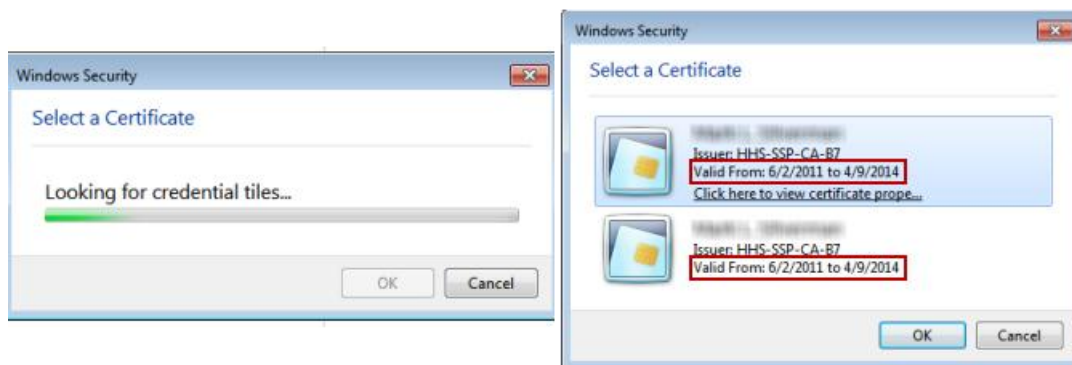 Windows Security
Select a Certificate
Looking for credential tiles...
OK
Cancel
Windows Security
Select a Certificate
Issuer: HHS-SSP-CA-B7
Valid From: 6/2/2011 to 4/9/2014
Click here to view certificate prope...
Issuer: HHS-SSP-CA-B7
Valid From: 6/2/2011 to 4/9/2014
OK
Cancel